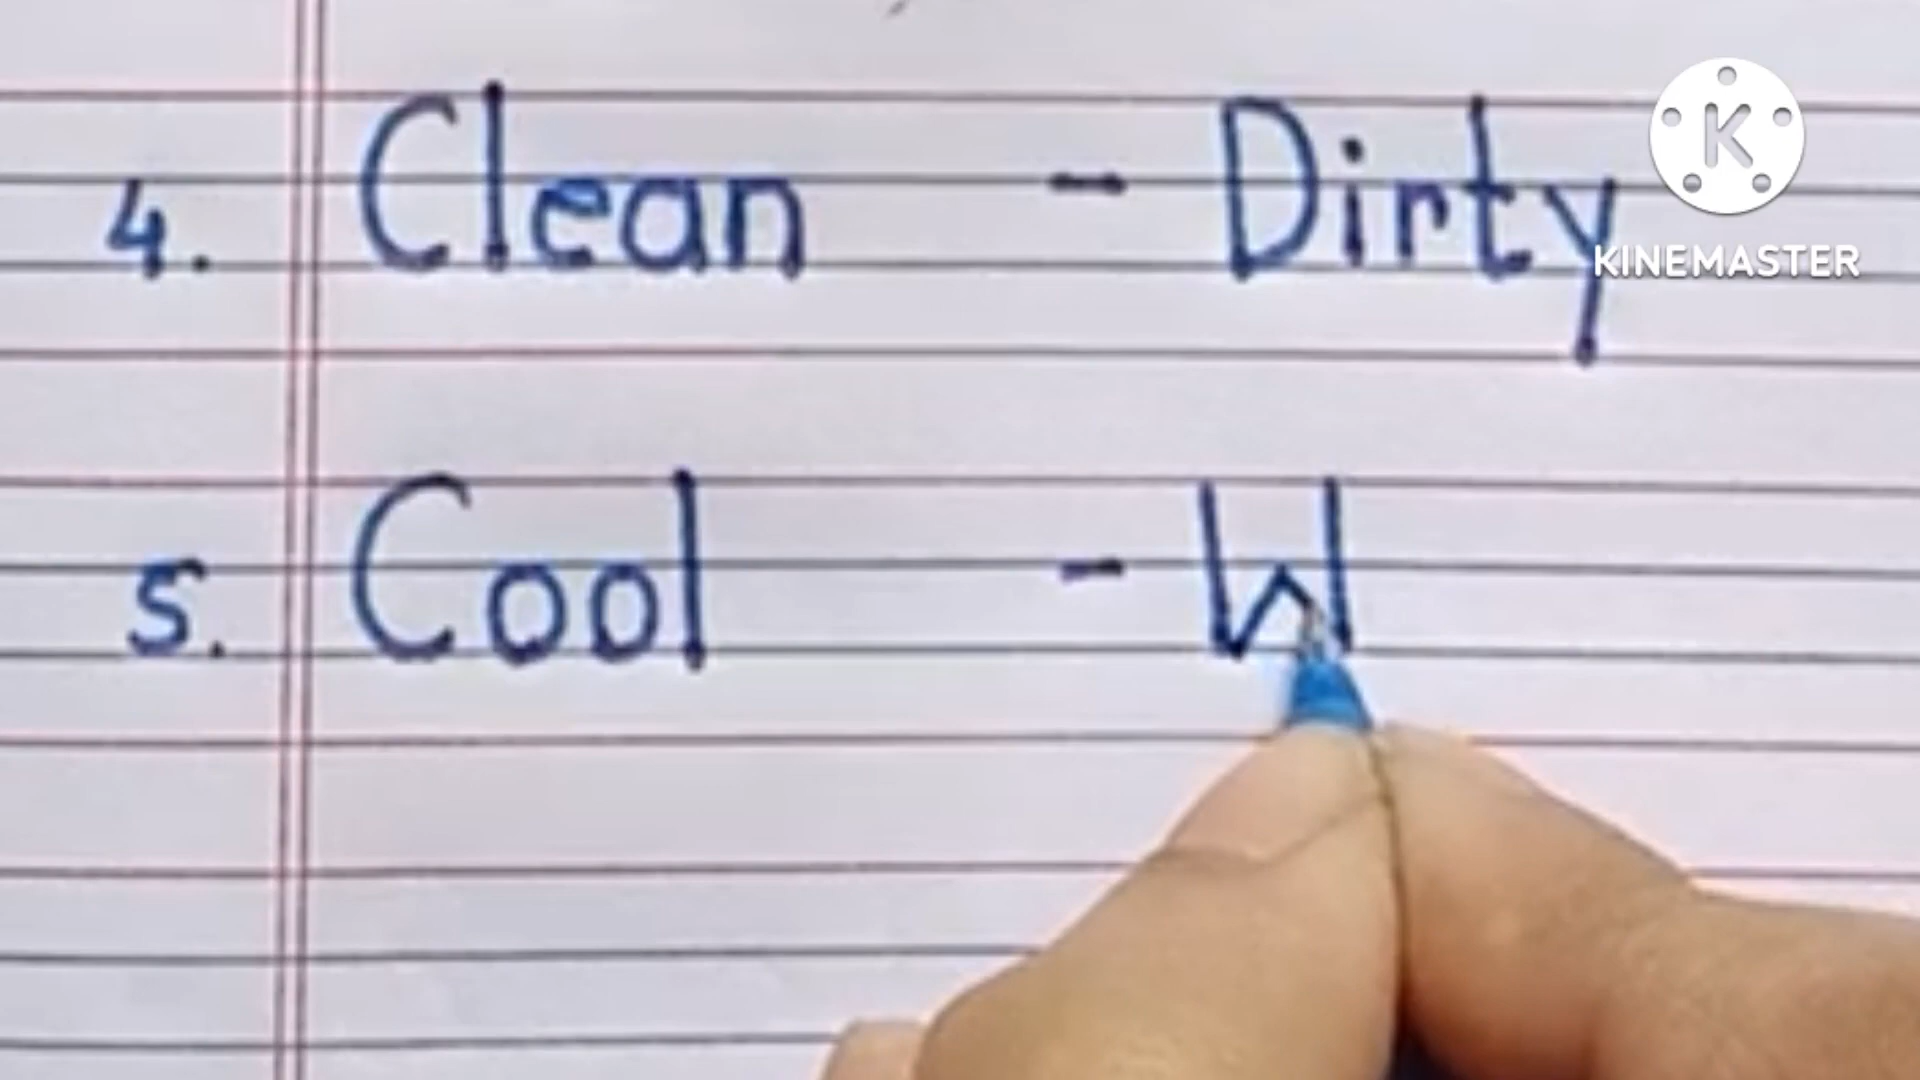 4. Clean - Dirty
K
KINEMASTER
5. Cool - W